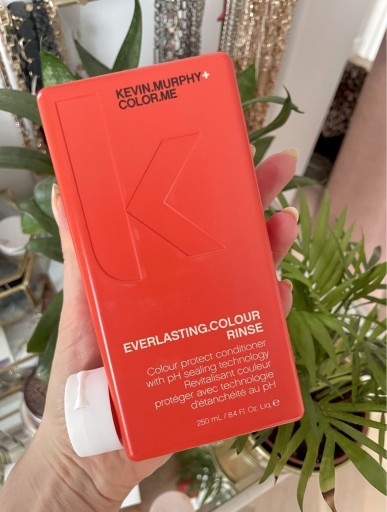 KEVIN.MURPHY+
COLOR.ME
K
EVERLASTING.COLOUR
RINSE
Colour protect conditioner
with pH sealing technology
Revitalisant couleur
protéger avec technologie
d'étanchéité au pH
250 mL / 8.4 Fl. Oz. Liq. ℮